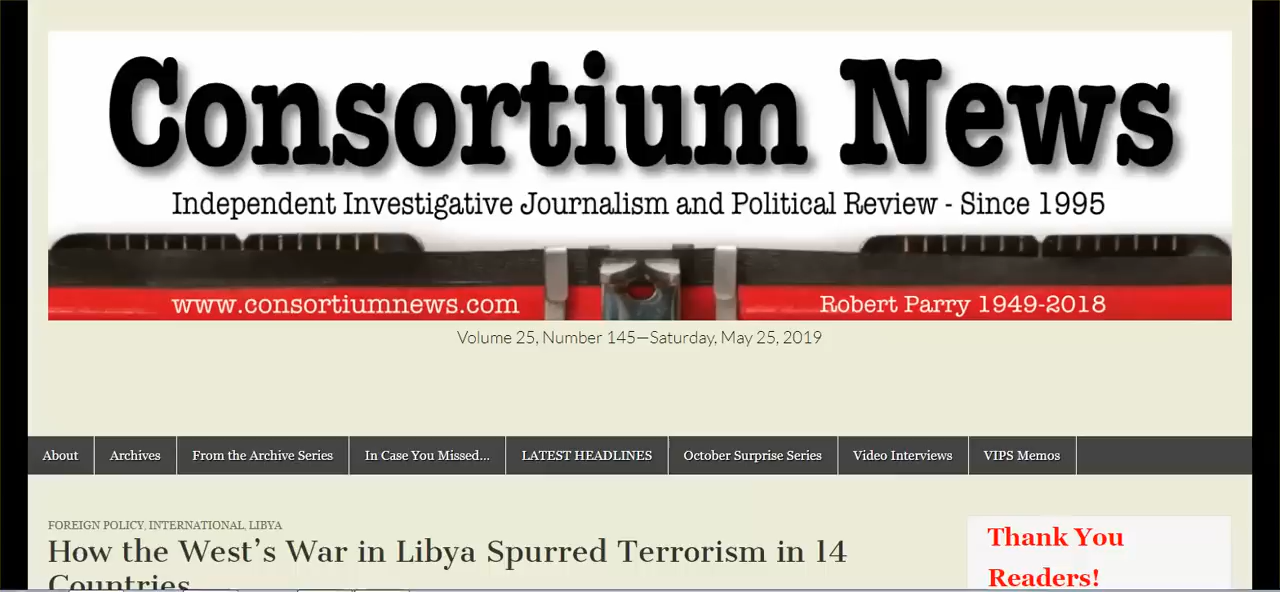 Consortium News
Independent Investigative Journalism and Political Review - Since 1995
www.consortiumnews.com
Robert Parry 1949-2018
Volume 25, Number 145—Saturday, May 25, 2019
About
Archives
From the Archive Series
In Case You Missed...
LATEST HEADLINES
October Surprise Series
Video Interviews
VIPS Memos
FOREIGN POLICY, INTERNATIONAL, LIBYA
How the West’s War in Libya Spurred Terrorism in 14
Countries
Thank You
Readers!